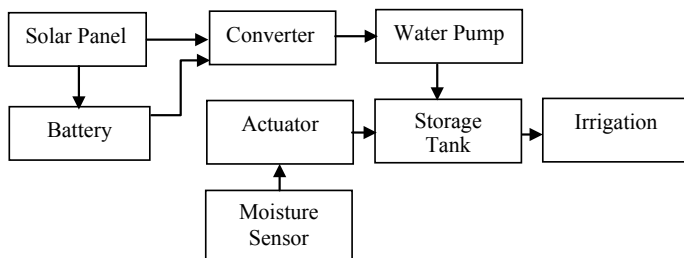 Solar Panel
Converter
Water Pump
Battery
Actuator
Storage
Tank
Irrigation
Moisture
Sensor